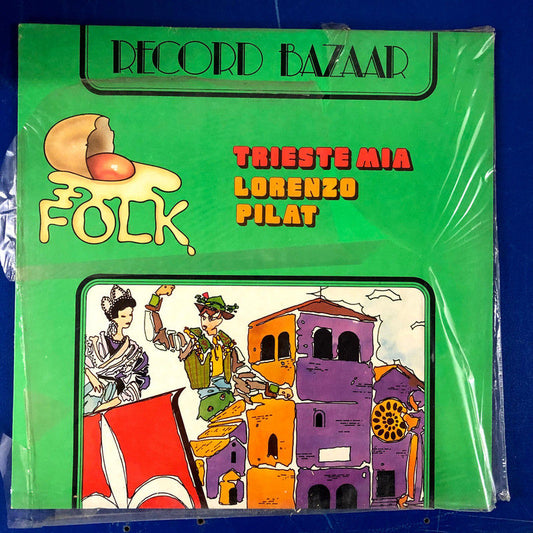 RECORD BAZAAR
FOLK
TRIESTE MIA
LORENZO
PILAT